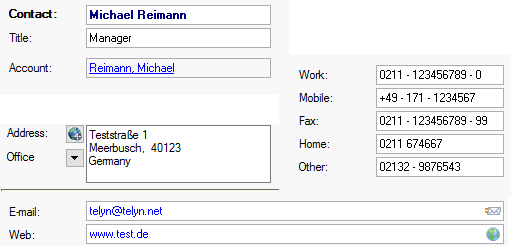 Contact: Michael Reimann
Title: Manager
Account: Reimann, Michael
Work: 0211 - 123456789 - 0
Mobile: +49 - 171 - 1234567
Fax: 0211 - 123456789 - 99
Home: 0211 674667
Other: 02132 - 9876543
Address: Teststraße 1
Office Meerbusch, 40123
Germany
E-mail: telyn@telyn.net
Web: www.test.de